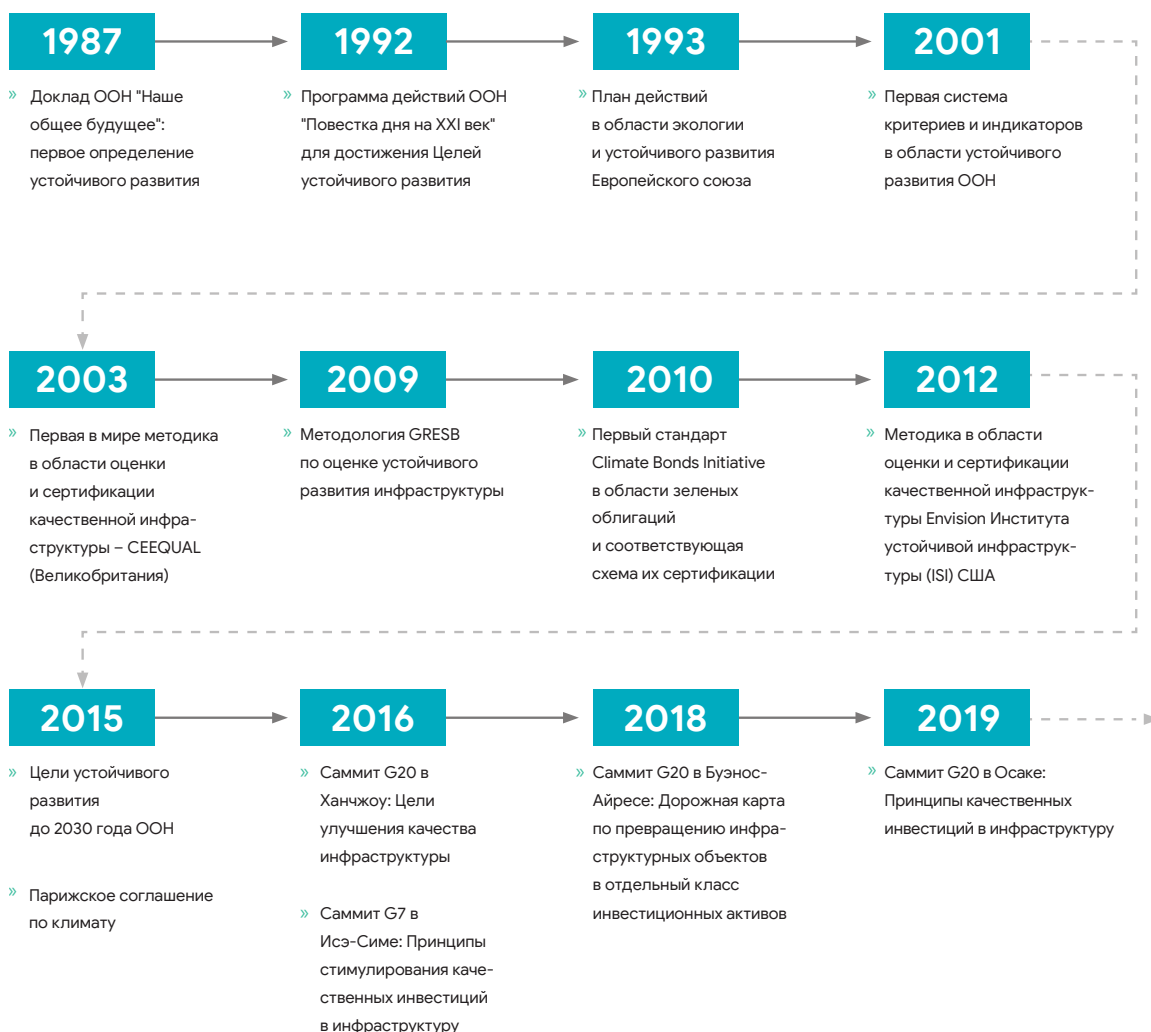 1987
» Доклад ООН "Наше
общее будущее":
первое определение
устойчивого развития
1992
» Программа действий ООН
"Повестка дня на XXI век"
для достижения Целей
устойчивого развития
1993
» План действий
в области экологии
и устойчивого развития
Европейского союза
2001
» Первая система
критериев и индикаторов
в области устойчивого
развития ООН
2003
» Первая в мире методика
в области оценки
и сертификации
качественной инфра-
структуры – CEEQUAL
(Великобритания)
2009
» Методология GRESB
по оценке устойчивого
развития инфраструктуры
2010
» Первый стандарт
Climate Bonds Initiative
в области зеленых
облигаций
и соответствующая
схема их сертификации
2012
» Методика в области
оценки и сертификации
качественной инфраструк-
туры Envision Института
устойчивой инфраструк-
туры (ISI) США
2015
» Цели устойчивого
развития
до 2030 года ООН
» Парижское соглашение
по климату
2016
» Саммит G20 в
Ханчжоу: Цели
улучшения качества
инфраструктуры
» Саммит G7 в
Исэ-Симе: Принципы
стимулирования каче-
ственных инвестиций
в инфраструктуру
2018
» Саммит G20 в Буэнос-
Айресе: Дорожная карта
по превращению инфра-
структурных объектов
в отдельный класс
инвестиционных активов
2019
» Саммит G20 в Осаке:
Принципы качественных
инвестиций в инфраструктуру